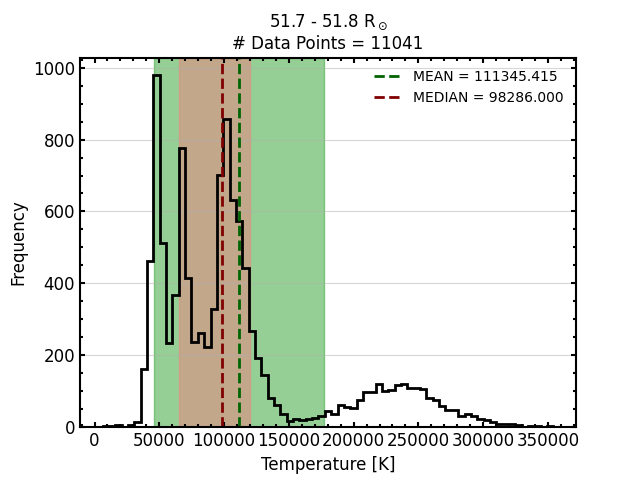 51.7 - 51.8 R⊙
# Data Points = 11041
MEAN = 111345.415
MEDIAN = 98286.000
Frequency
1000
800
600
400
200
0
0 50000 100000 150000 200000 250000 300000 350000
Temperature [K]